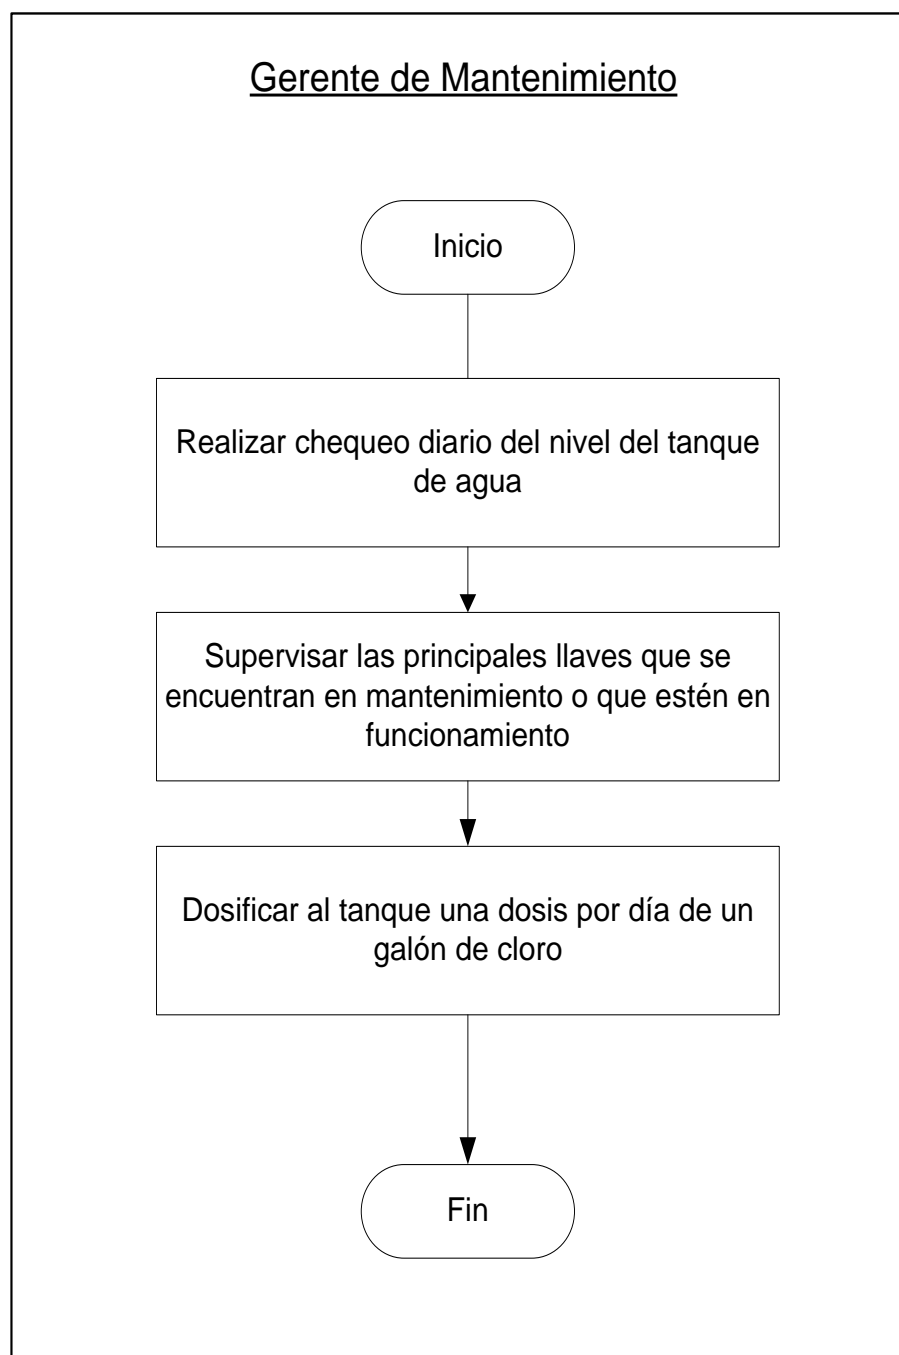 Gerente de Mantenimiento
Inicio
Realizar chequeo diario del nivel del tanque
de agua
Supervisar las principales llaves que se
encuentran en mantenimiento o que estén en
funcionamiento
Dosificar al tanque una dosis por día de un
galón de cloro
Fin